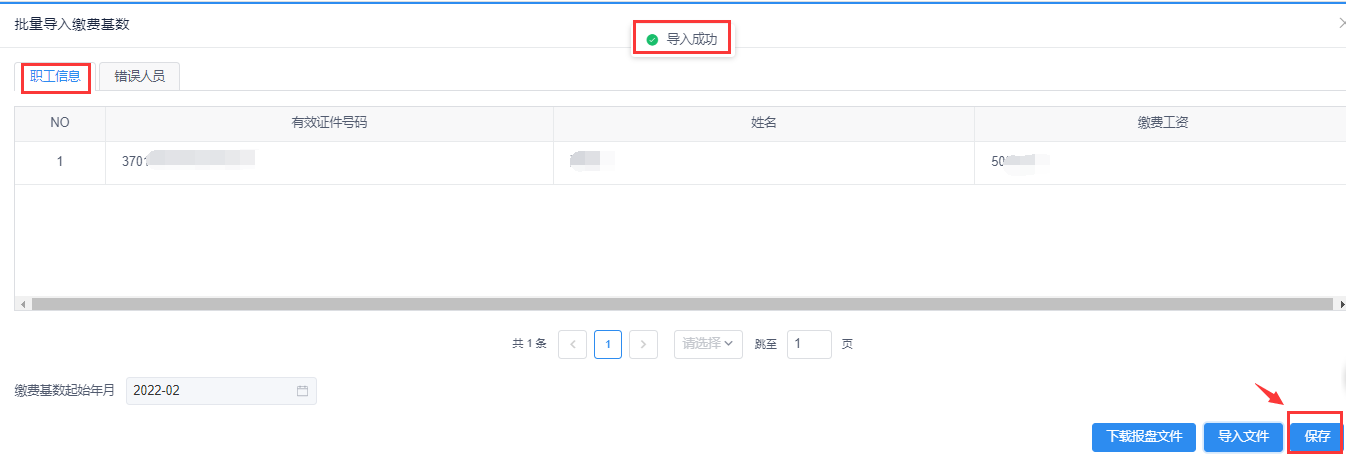 批量导入缴费基数
导入成功
职工信息 错误人员
NO 有效证件号码 姓名 缴费工资
1 3701 50
共 1 条 1 请选择 跳至 1 页
缴费基数起始年月 2022-02
下载报盘文件 导入文件 保存